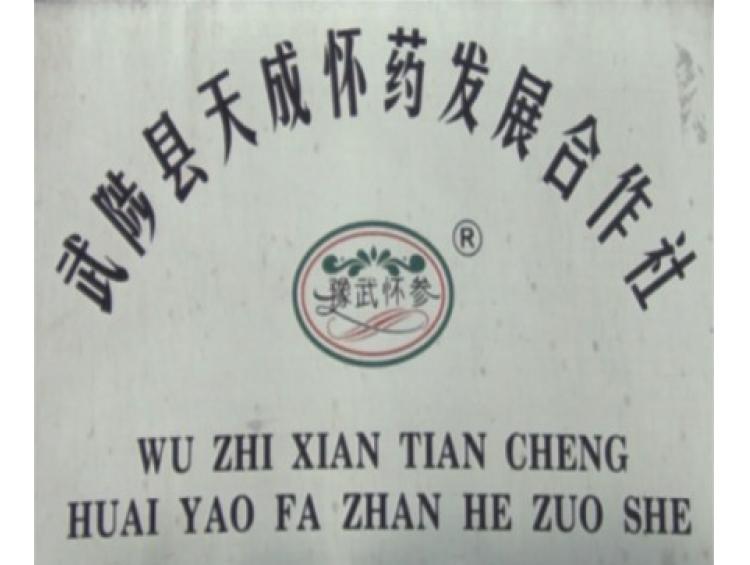 武陟县天成怀药发展合作社
®
豫武怀参
WU ZHI XIAN TIAN CHENG
HUAI YAO FA ZHAN HE ZUO SHE